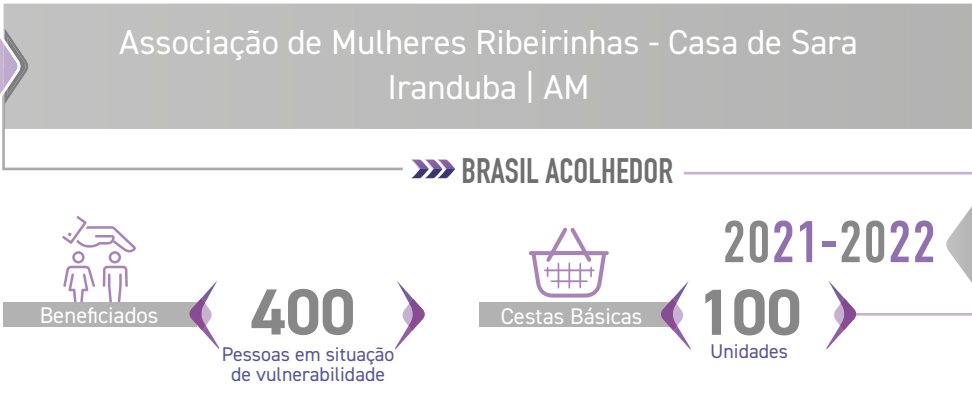 Associação de Mulheres Ribeirinhas - Casa de Sara
Iranduba | AM
BRASIL ACOLHEDOR
2021-2022
Beneficiados
400
Pessoas em situação
de vulnerabilidade
Cestas Básicas
100
Unidades